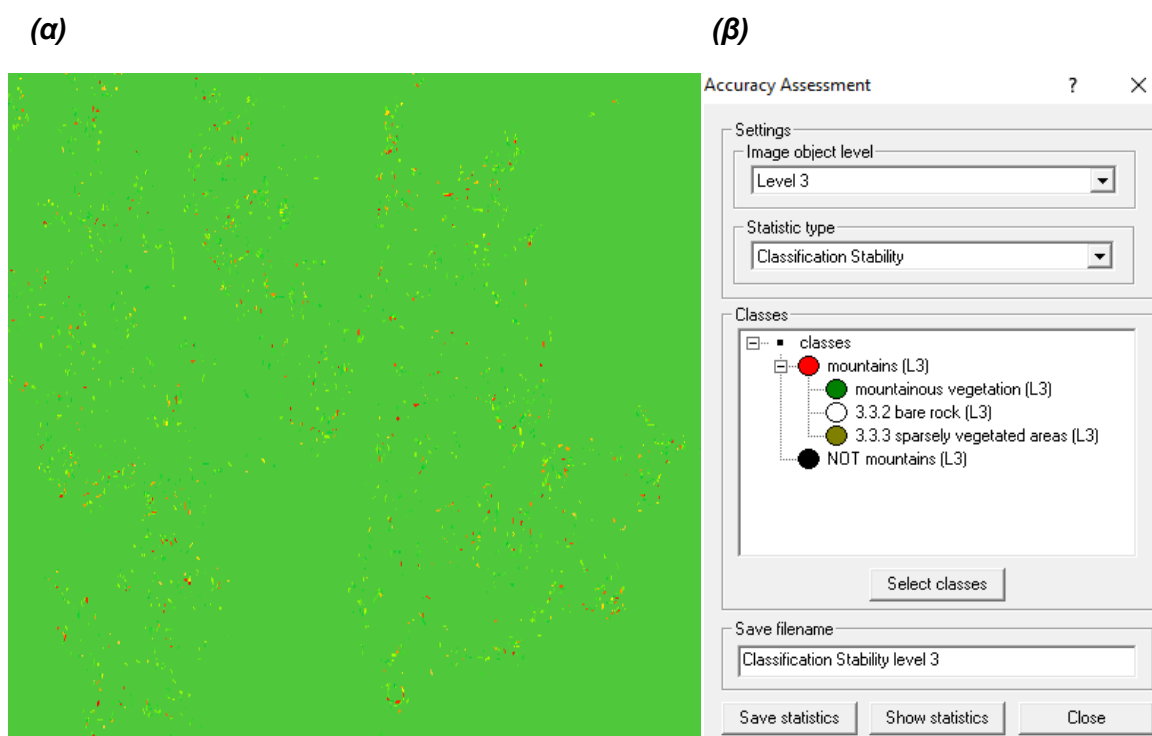 (α)
(β)
Accuracy Assessment ? ×
Settings
Image object level
Level 3
Statistic type
Classification Stability
Classes
classes
mountains (L3)
mountainous vegetation (L3)
3.3.2 bare rock (L3)
3.3.3 sparsely vegetated areas (L3)
NOT mountains (L3)
Select classes
Save filename
Classification Stability level 3
Save statistics
Show statistics
Close